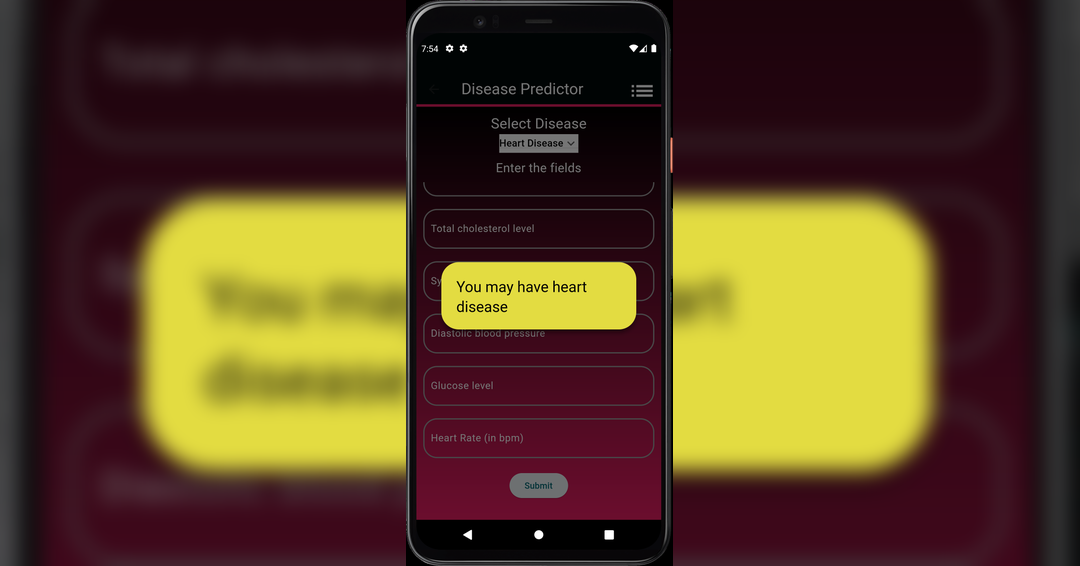 7:54
Disease Predictor
Select Disease
Heart Disease
Enter the fields
Total cholesterol level
Sy
You may have heart
disease
Diastolic blood pressure
Glucose level
Heart Rate (in bpm)
Submit